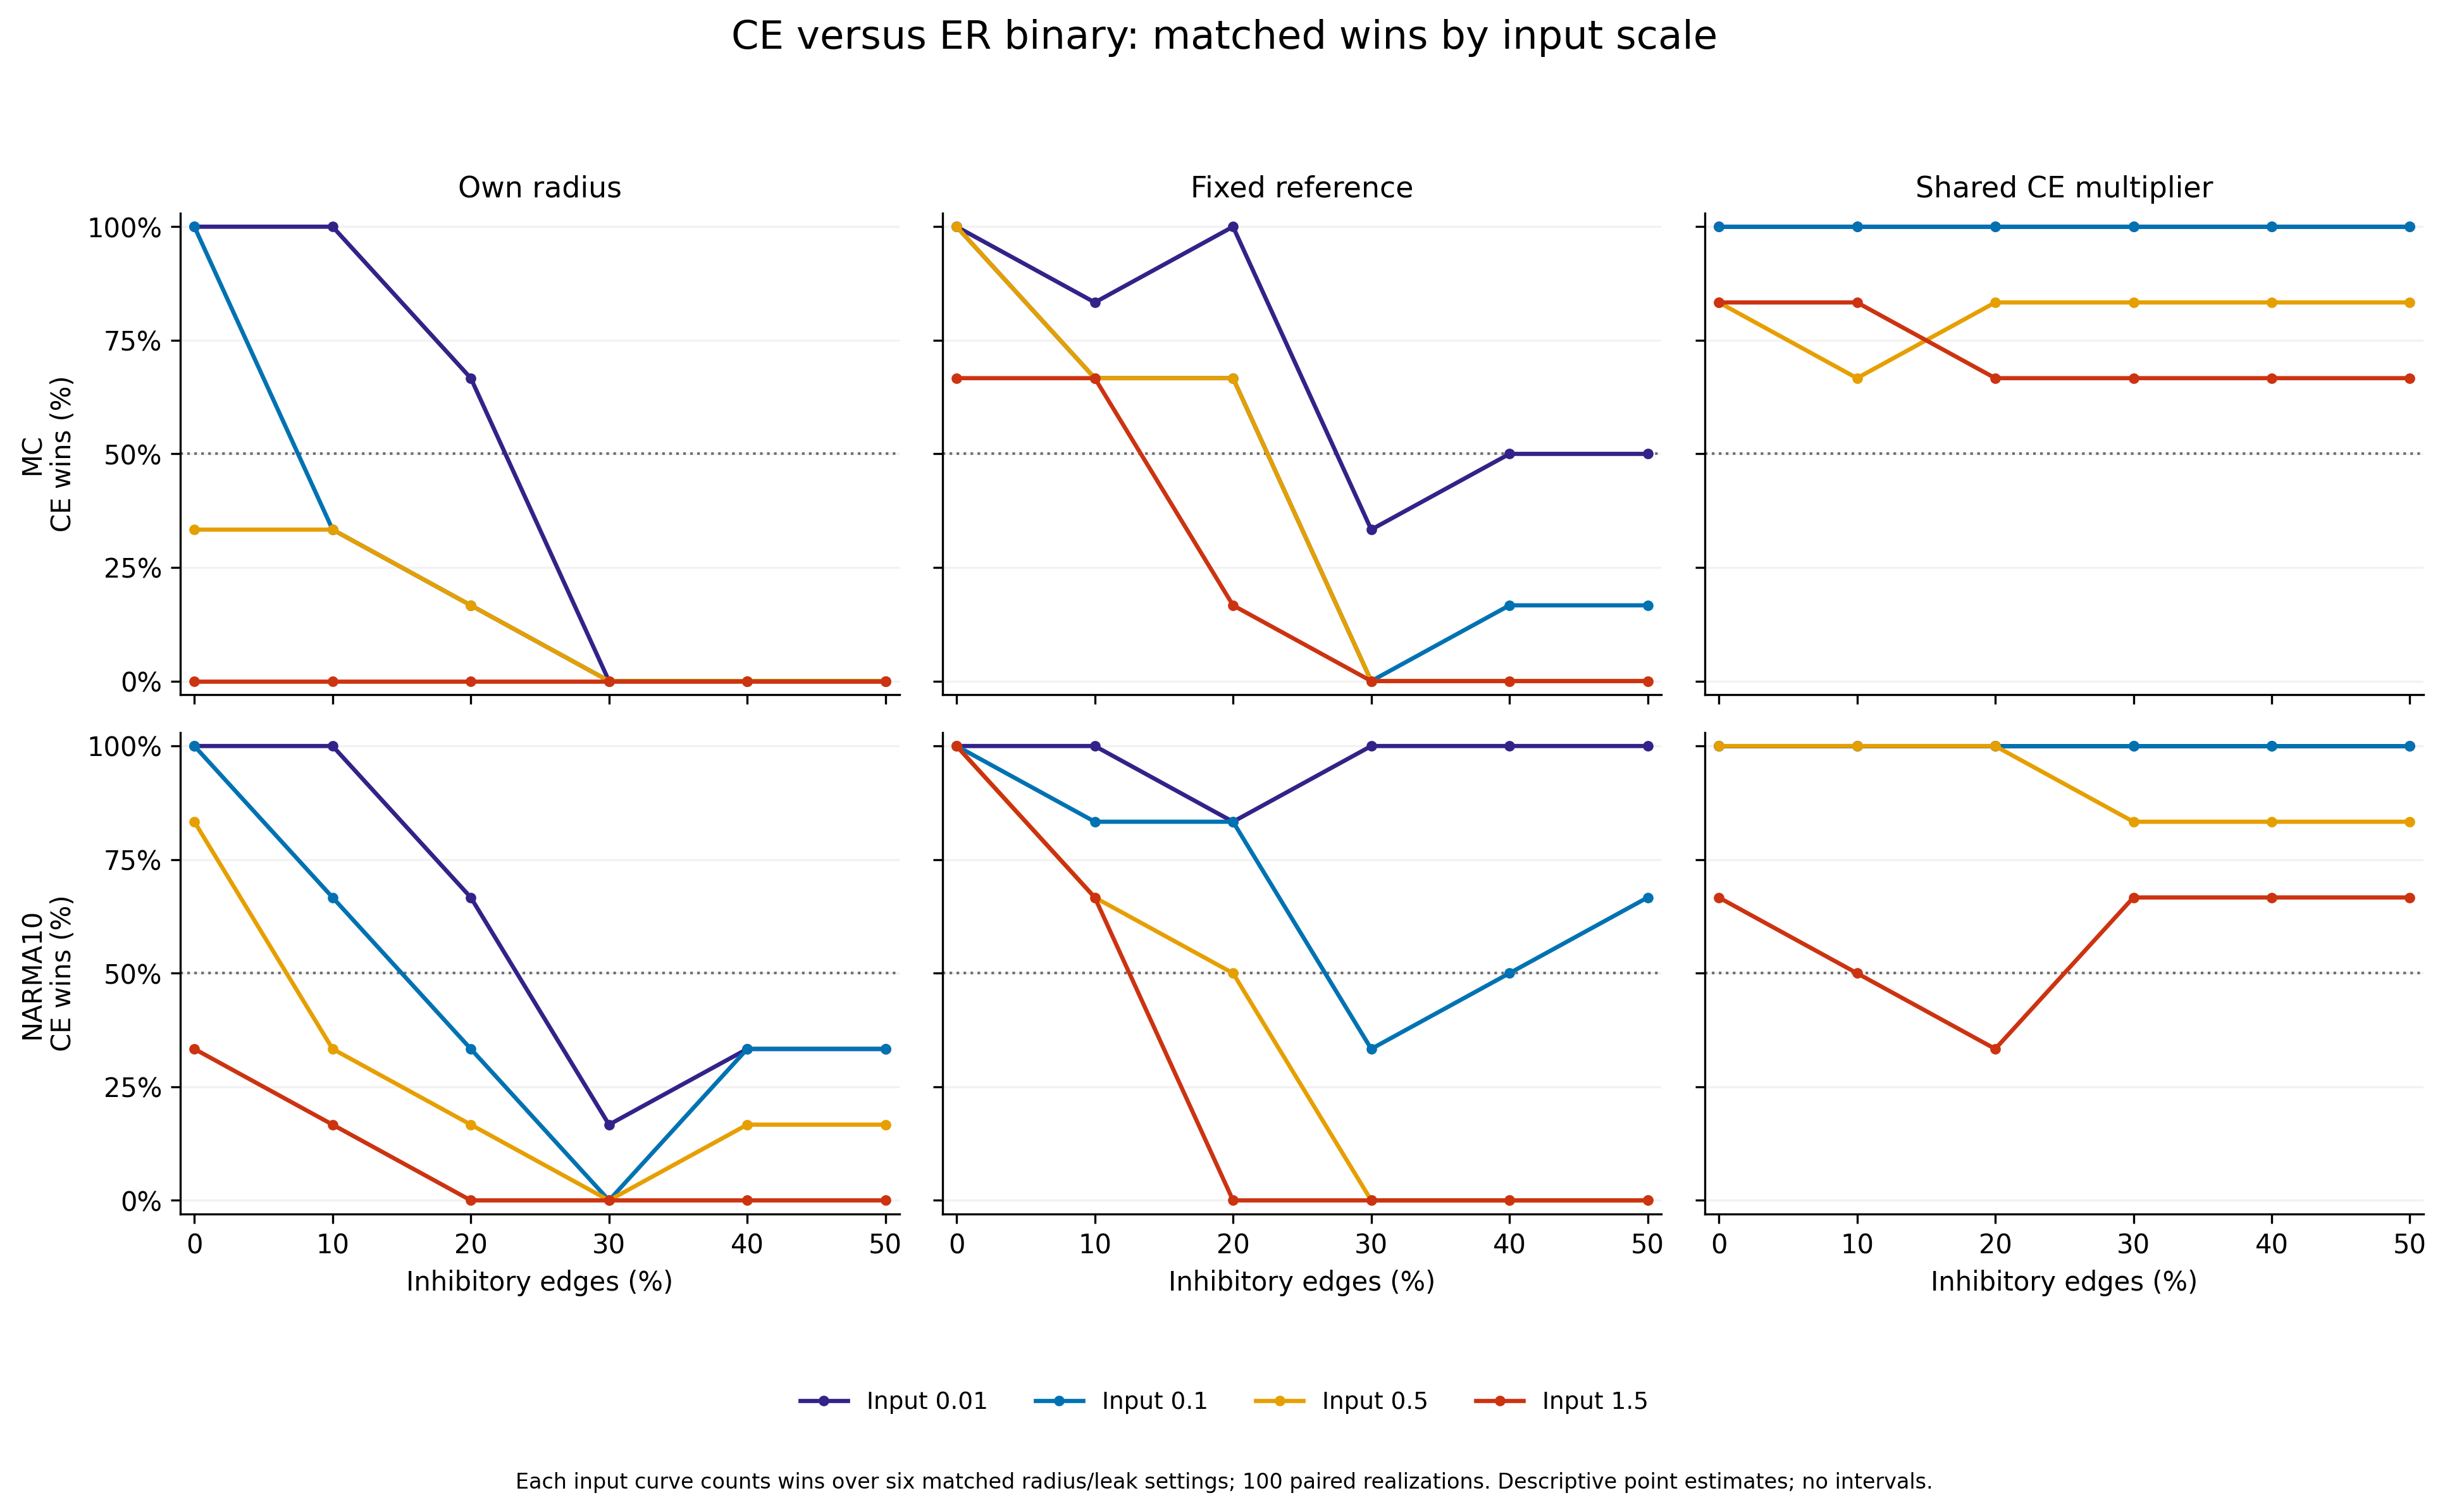 CE versus ER binary: matched wins by input scale
Own radius
Fixed reference
Shared CE multiplier
MC
CE wins (%)
100%
75%
50%
25%
0%
NARMA10
CE wins (%)
100%
75%
50%
25%
0%
0 10 20 30 40 50
0 10 20 30 40 50
0 10 20 30 40 50
Inhibitory edges (%)
Inhibitory edges (%)
Inhibitory edges (%)
Input 0.01
Input 0.1
Input 0.5
Input 1.5
Each input curve counts wins over six matched radius/leak settings; 100 paired realizations. Descriptive point estimates; no intervals.